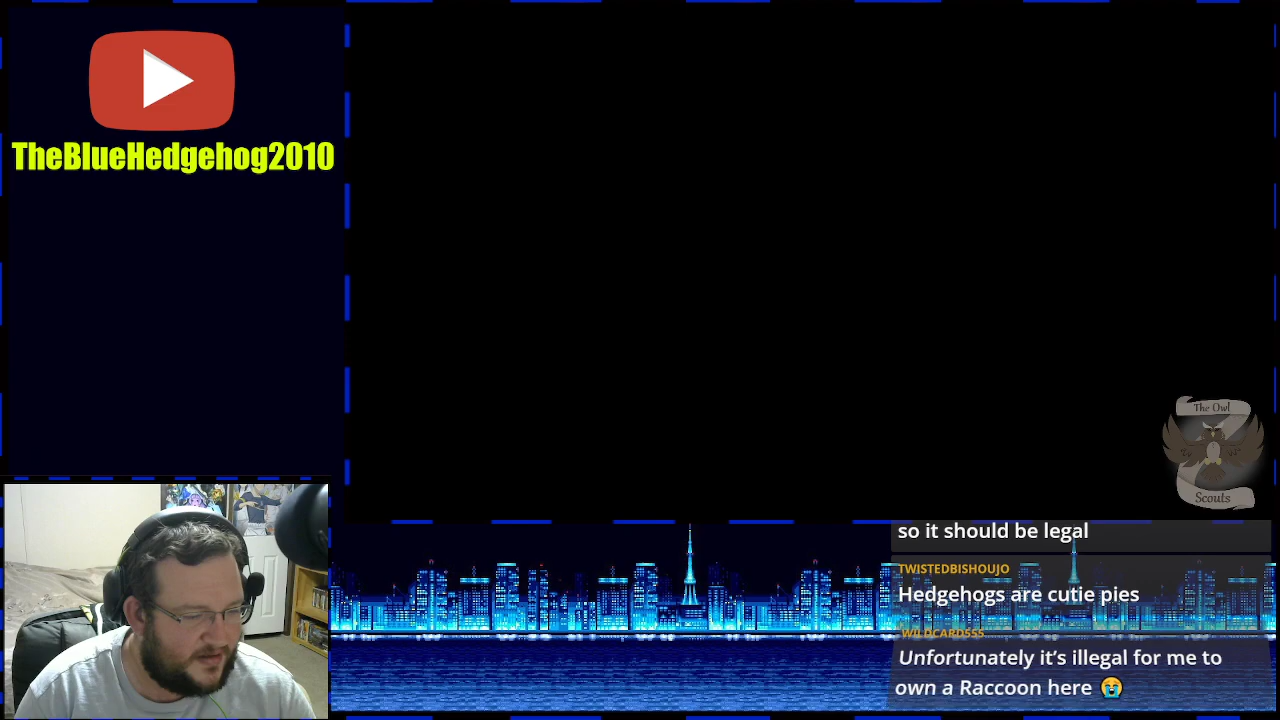 TheBlueHedgehog2010
The Owl
Scouts
so it should be legal
TWISTEDBISHOUJO
Hedgehogs are cutie pies
WILDCARD555
Unfortunately it's illegal for me to
own a Raccoon here 😭